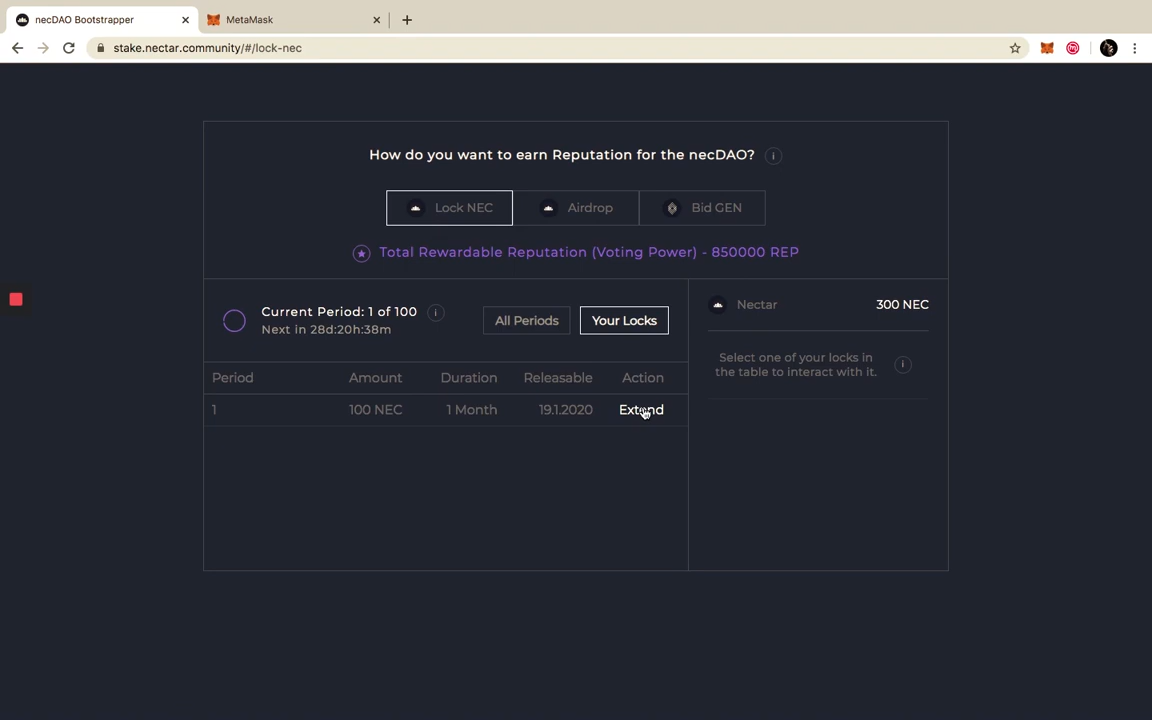 necDAO Bootstrapper
MetaMask
stake.nectar.community/#/lock-nec
How do you want to earn Reputation for the necDAO? i
Lock NEC
Airdrop
Bid GEN
Total Rewardable Reputation (Voting Power) - 850000 REP
Current Period: 1 of 100 i
Next in 28d:20h:38m
All Periods
Your Locks
Nectar 300 NEC
Select one of your locks in
the table to interact with it. i
Period Amount Duration Releasable Action
1 100 NEC 1 Month 19.1.2020 Extend